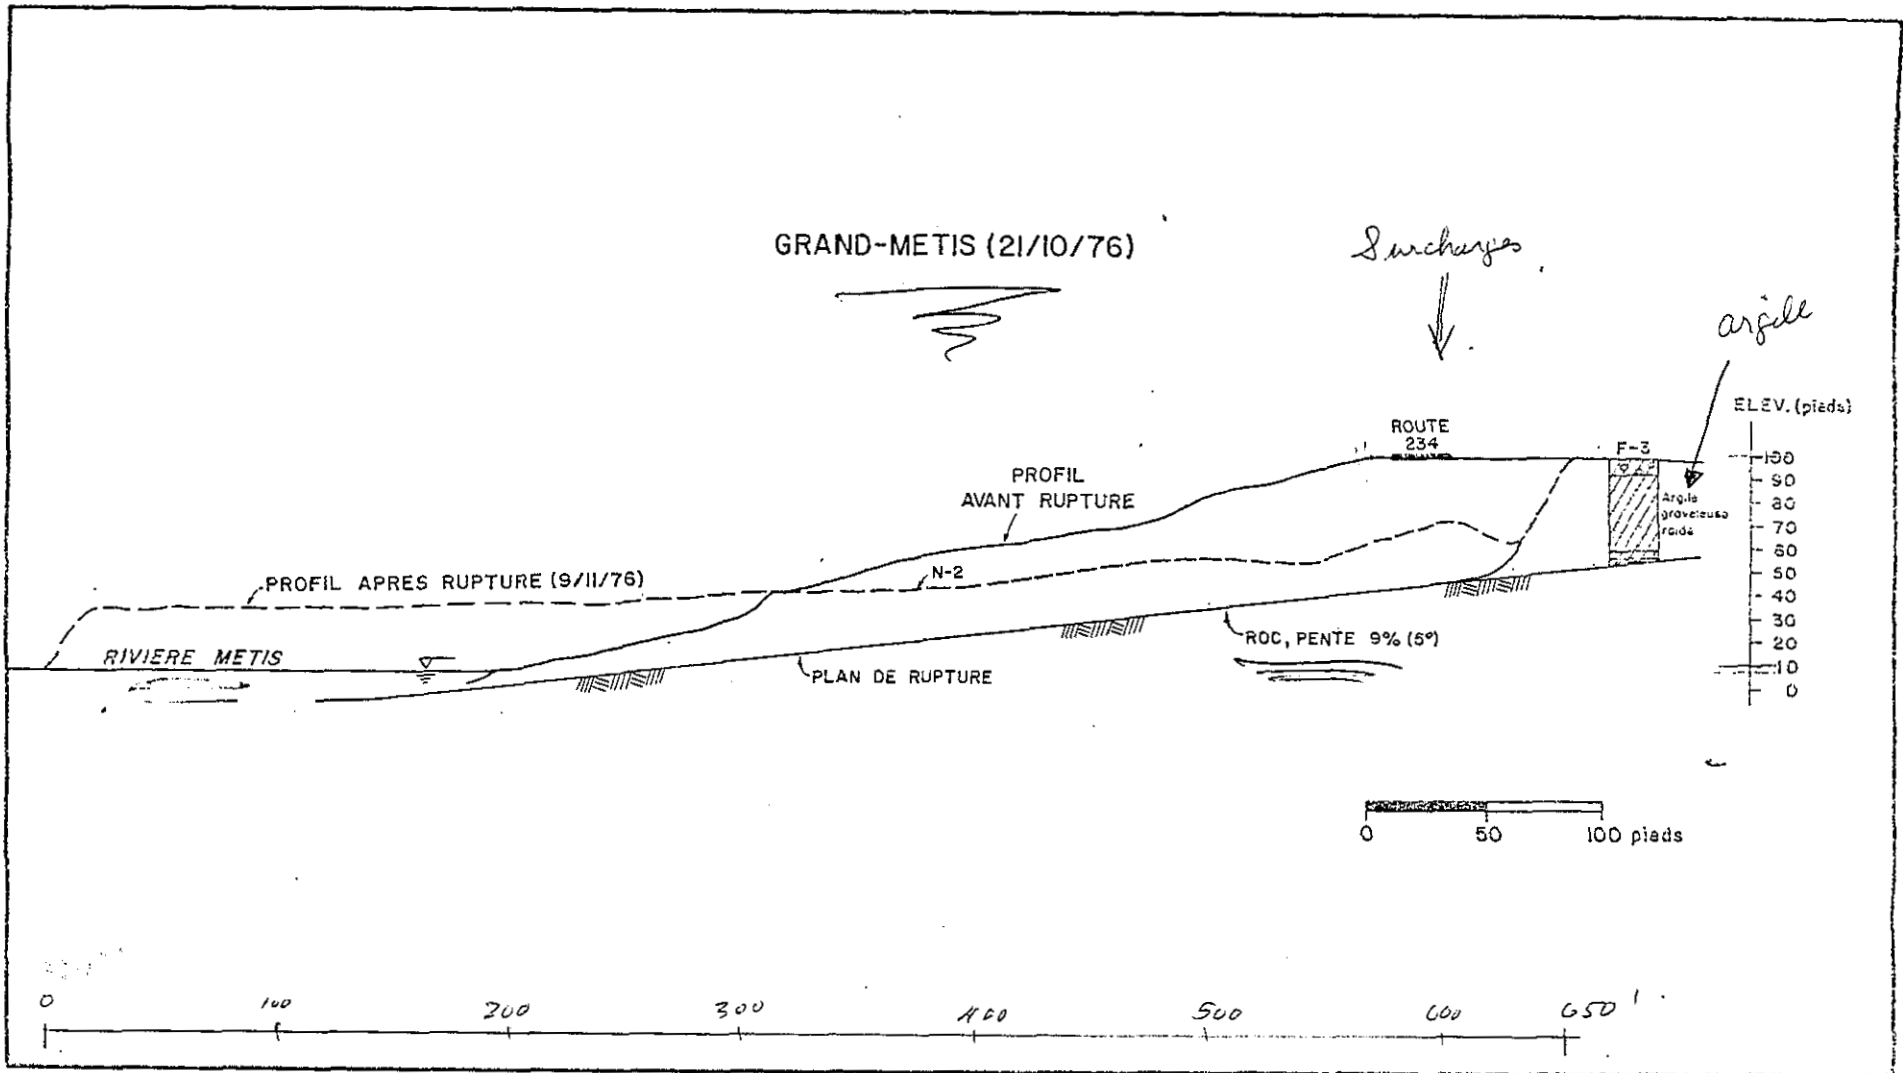 GRAND-METIS (21/10/76)
Surcharges
argile
ELEV. (pieds)
ROUTE
234
F-3
PROFIL
AVANT RUPTURE
100
90
80
70
60
50
40
30
20
10
0
Argile
graveleuse
roide
N-2
PROFIL APRES RUPTURE (9/11/76)
RIVIERE METIS
ROC, PENTE 9% (5°)
PLAN DE RUPTURE
0 50 100 pieds
0 100 200 300 400 500 600 650'